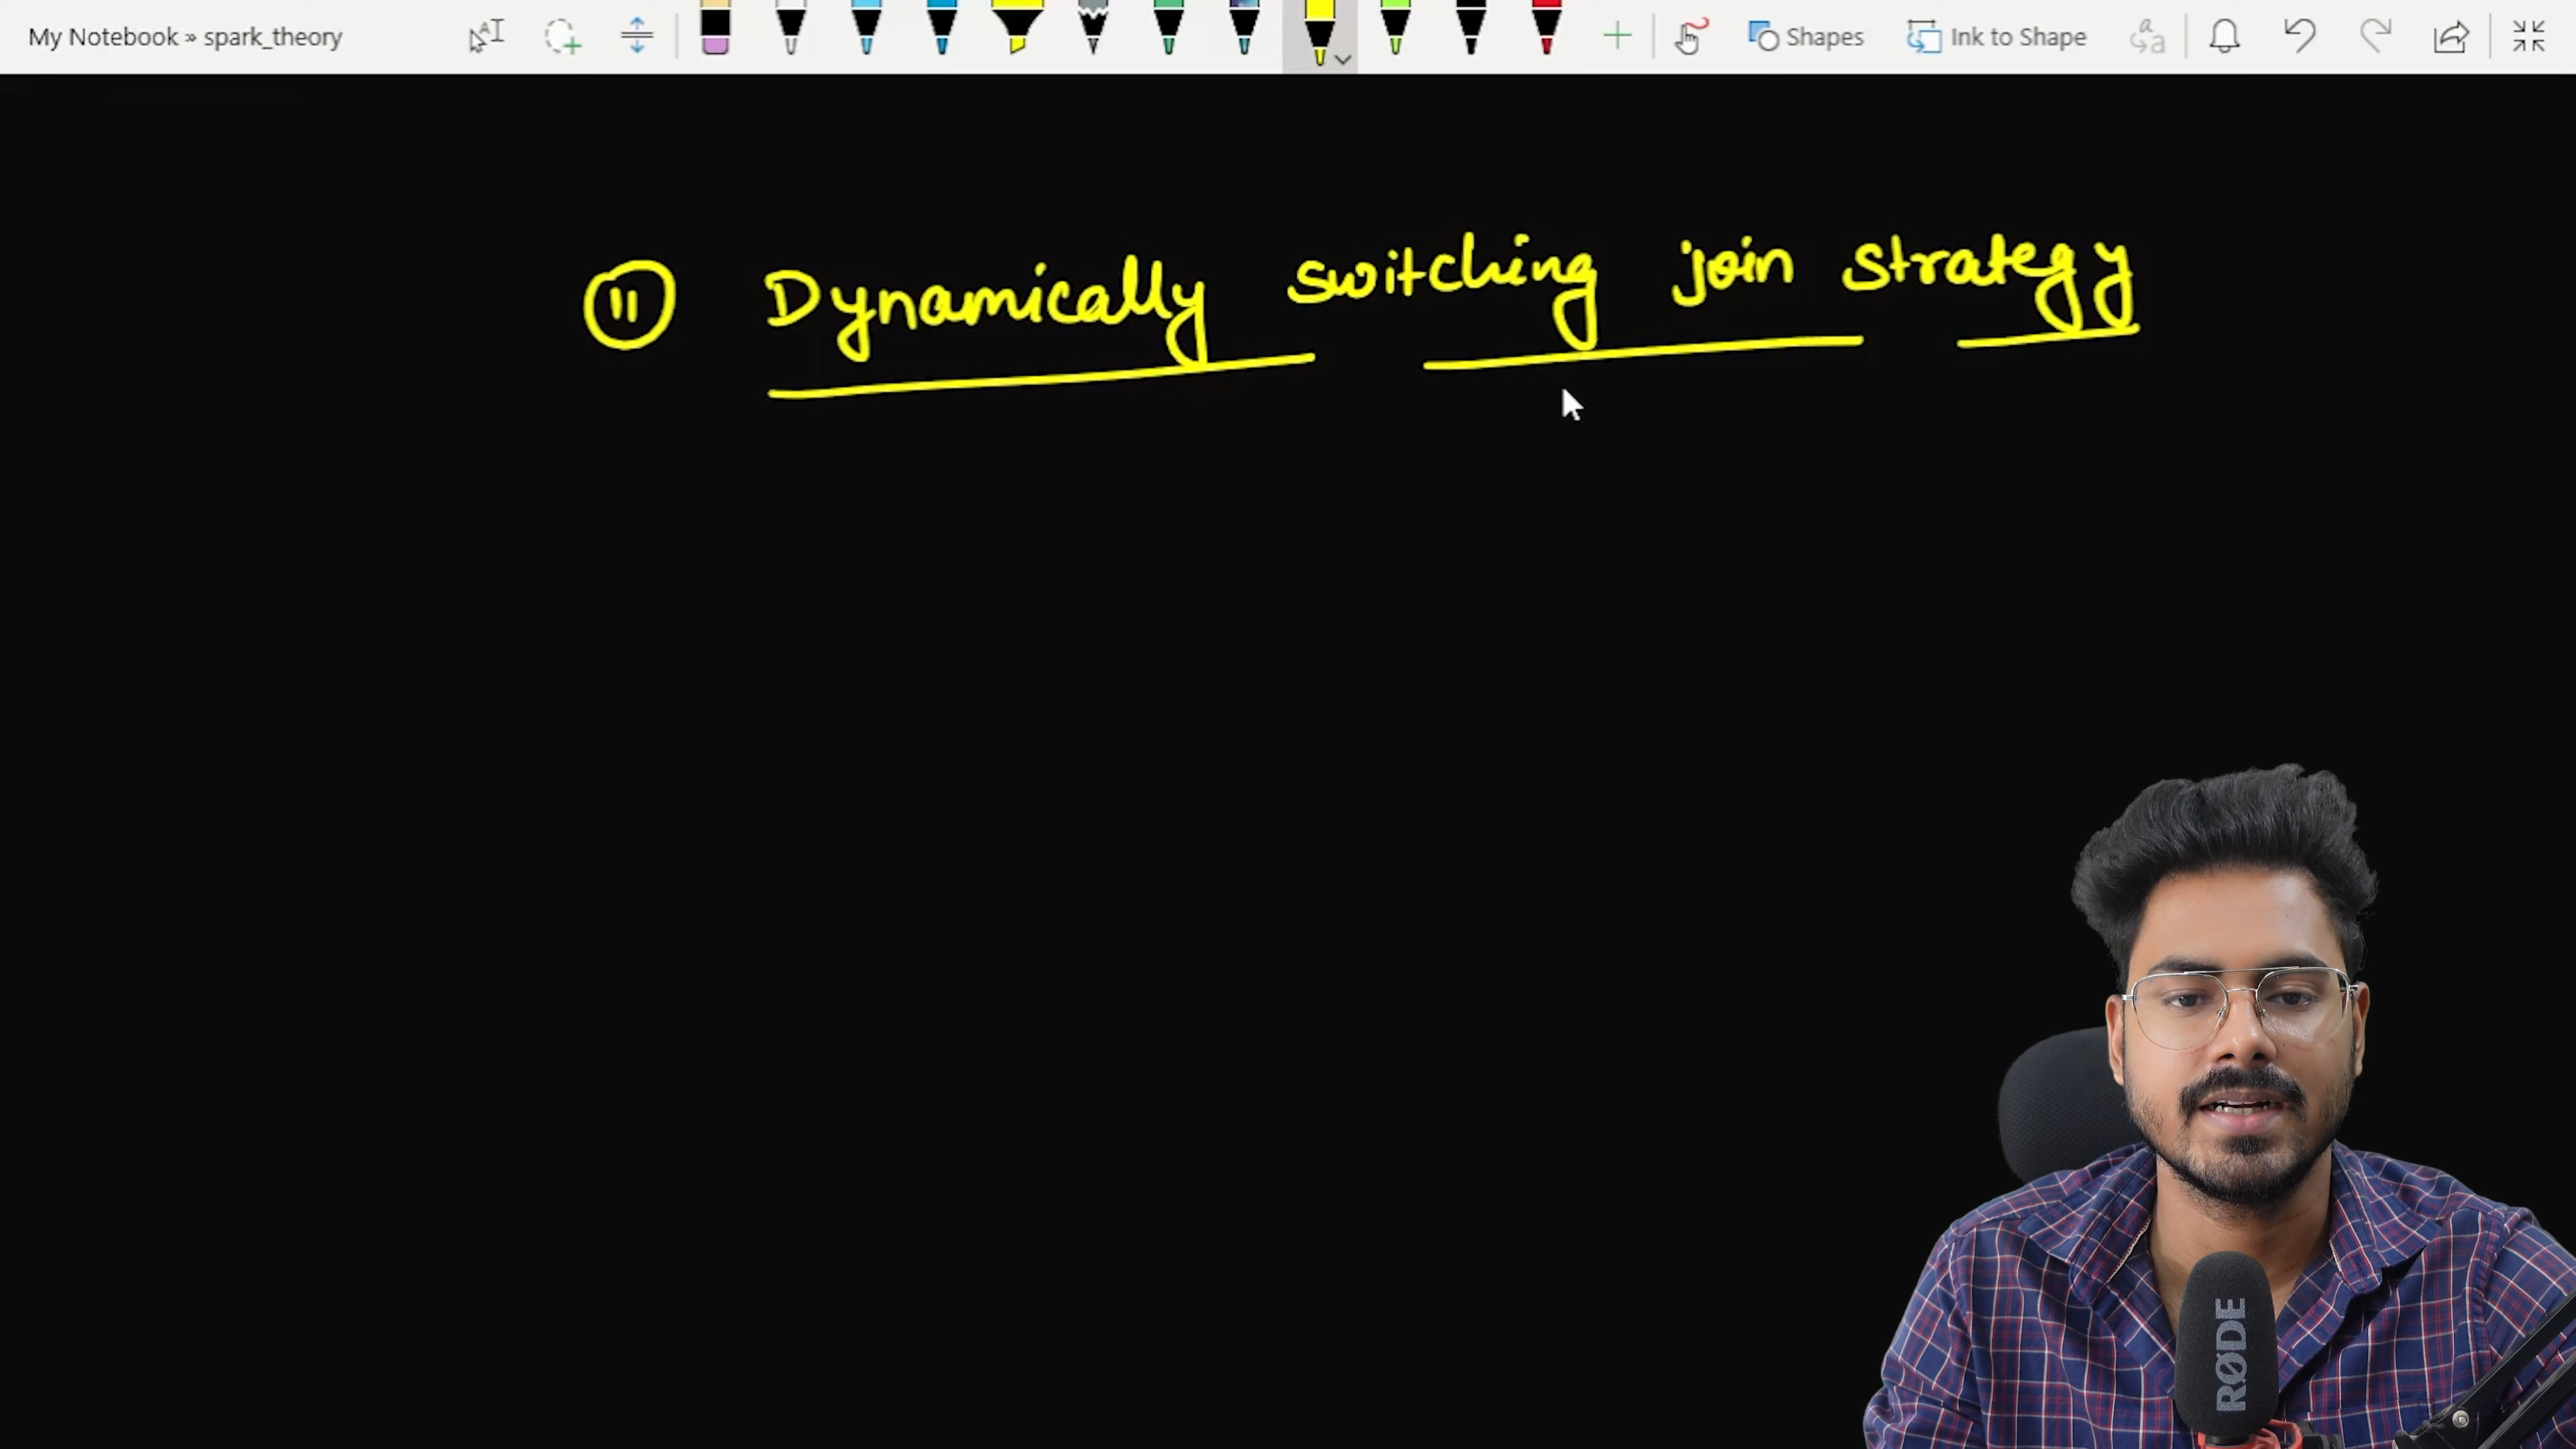 My Notebook » spark_theory
Shapes
Ink to Shape
11 Dynamically switching join strategy
RØDE